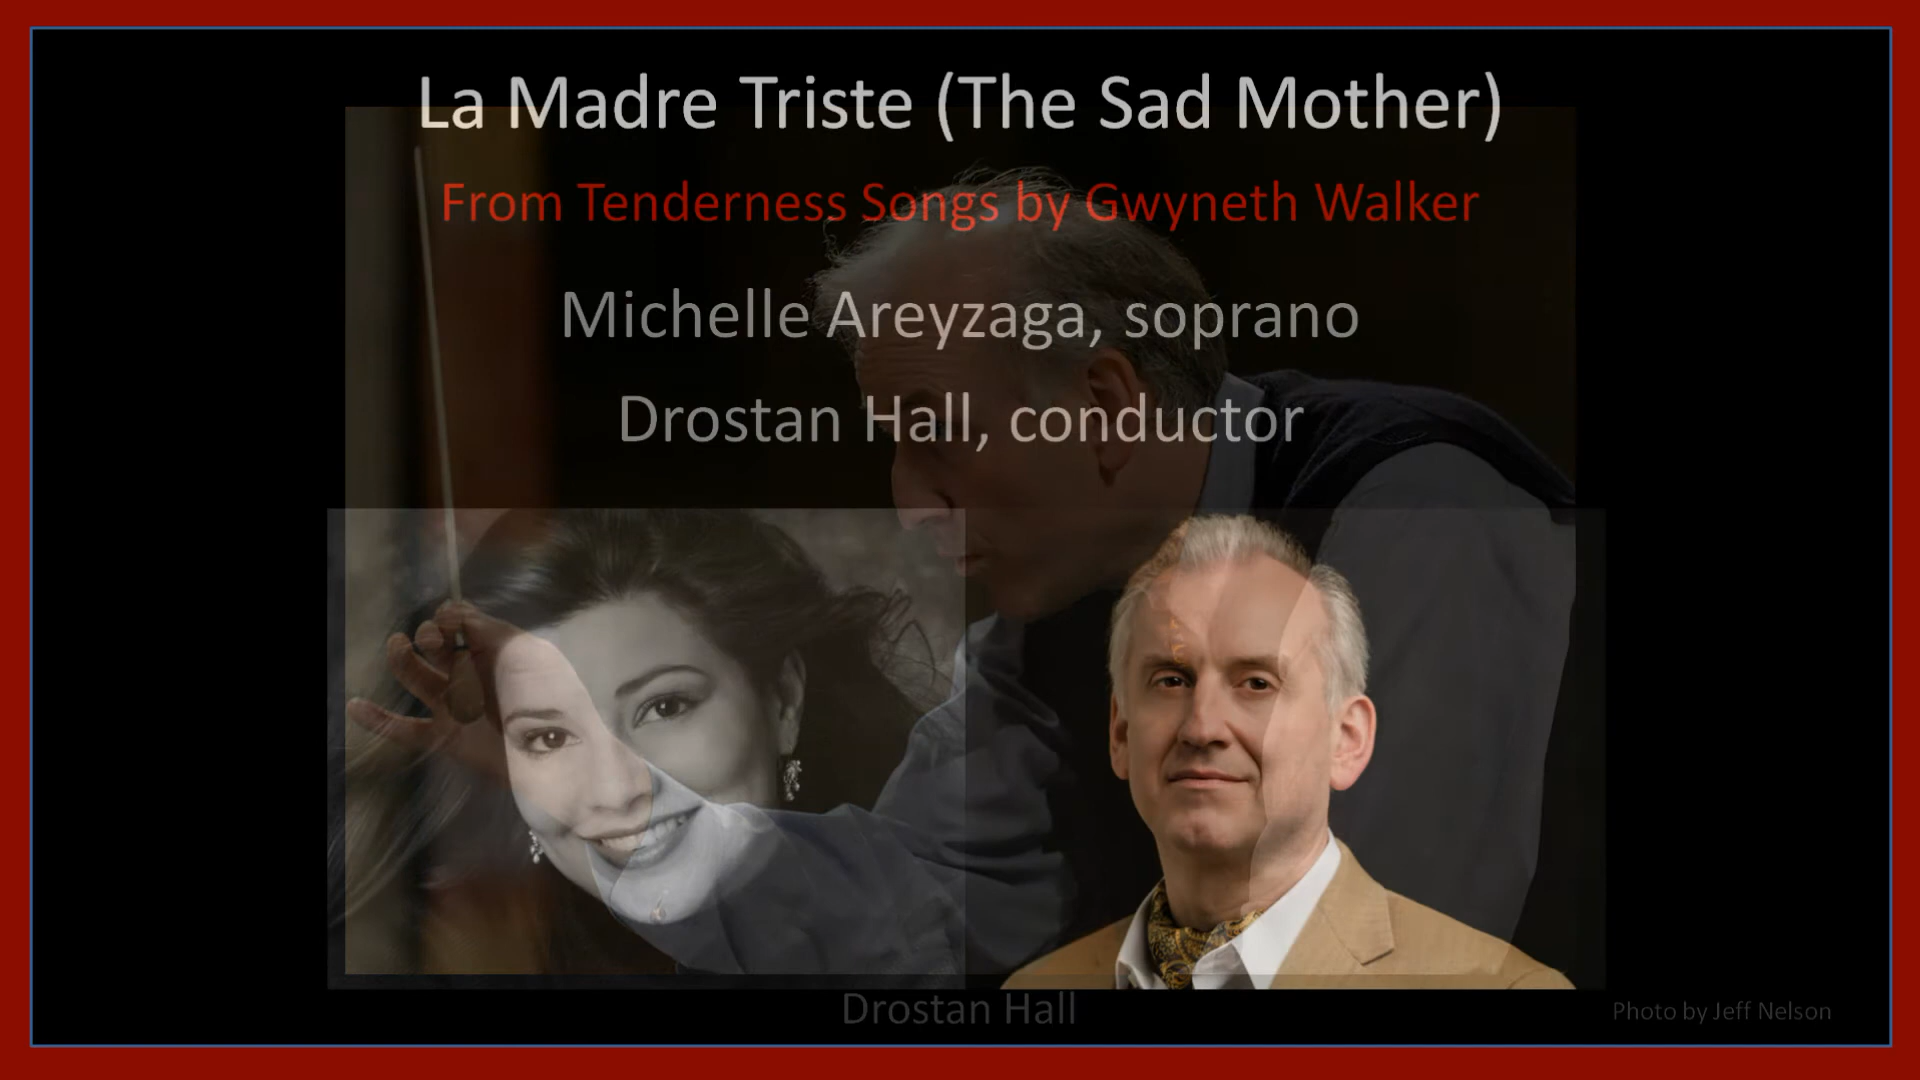 La Madre Triste (The Sad Mother)
From Tenderness Songs by Gwyneth Walker
Michelle Areyzaga, soprano
Drostan Hall, conductor
Drostan Hall
Photo by Jeff Nelson